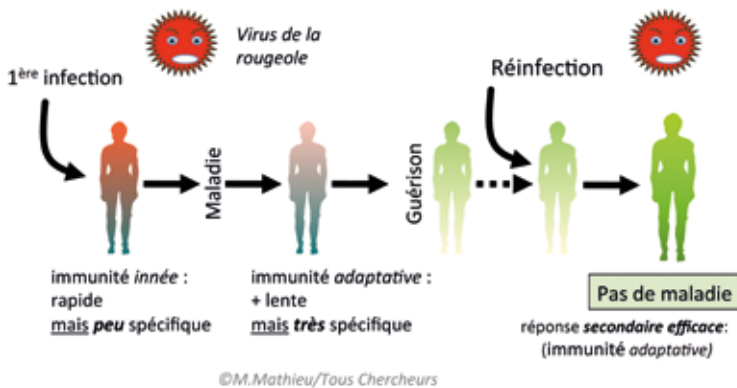 Virus de la
rougeole
1ère infection
Réinfection
Maladie
Guérison
immunité innée :
rapide
mais peu spécifique
immunité adaptative :
+ lente
mais très spécifique
Pas de maladie
réponse secondaire efficace:
(immunité adaptative)
©M.Mathieu/Tous Chercheurs